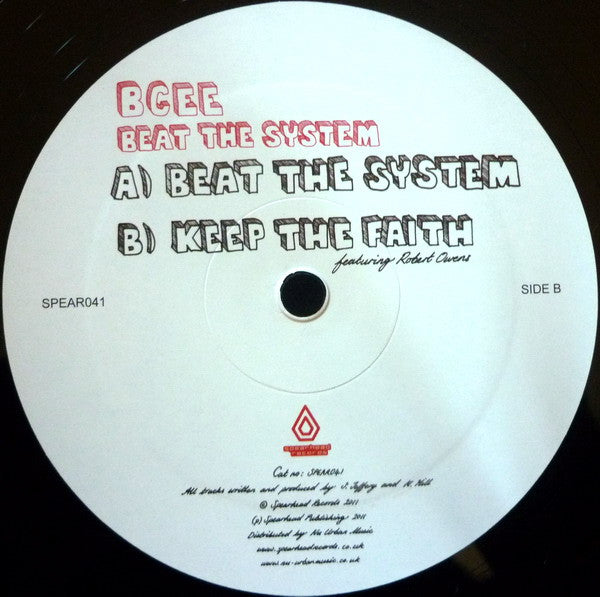 BCEE
BEAT THE SYSTEM
A) BEAT THE SYSTEM
B) KEEP THE FAITH
featuring Robert Owens
SPEAR041
SIDE B
spearhead
records
Cat no: SPEAR041
All tracks written and produced by S. Jeffery and N. Hill
© Spearhead Records 2011
(p) Spearhead Publishing 2011
Distributed by Nu Urban Music
www.spearheadrecords.co.uk
www.nu-urbanmusic.co.uk